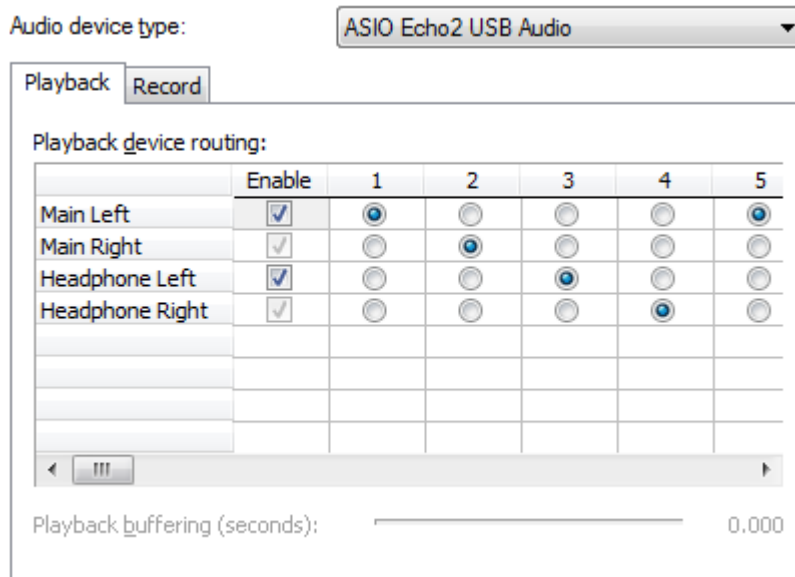 Audio device type: ASIO Echo2 USB Audio
Playback Record
Playback device routing:
Enable 1 2 3 4 5
Main Left
Main Right
Headphone Left
Headphone Right
Playback buffering (seconds): 0.000